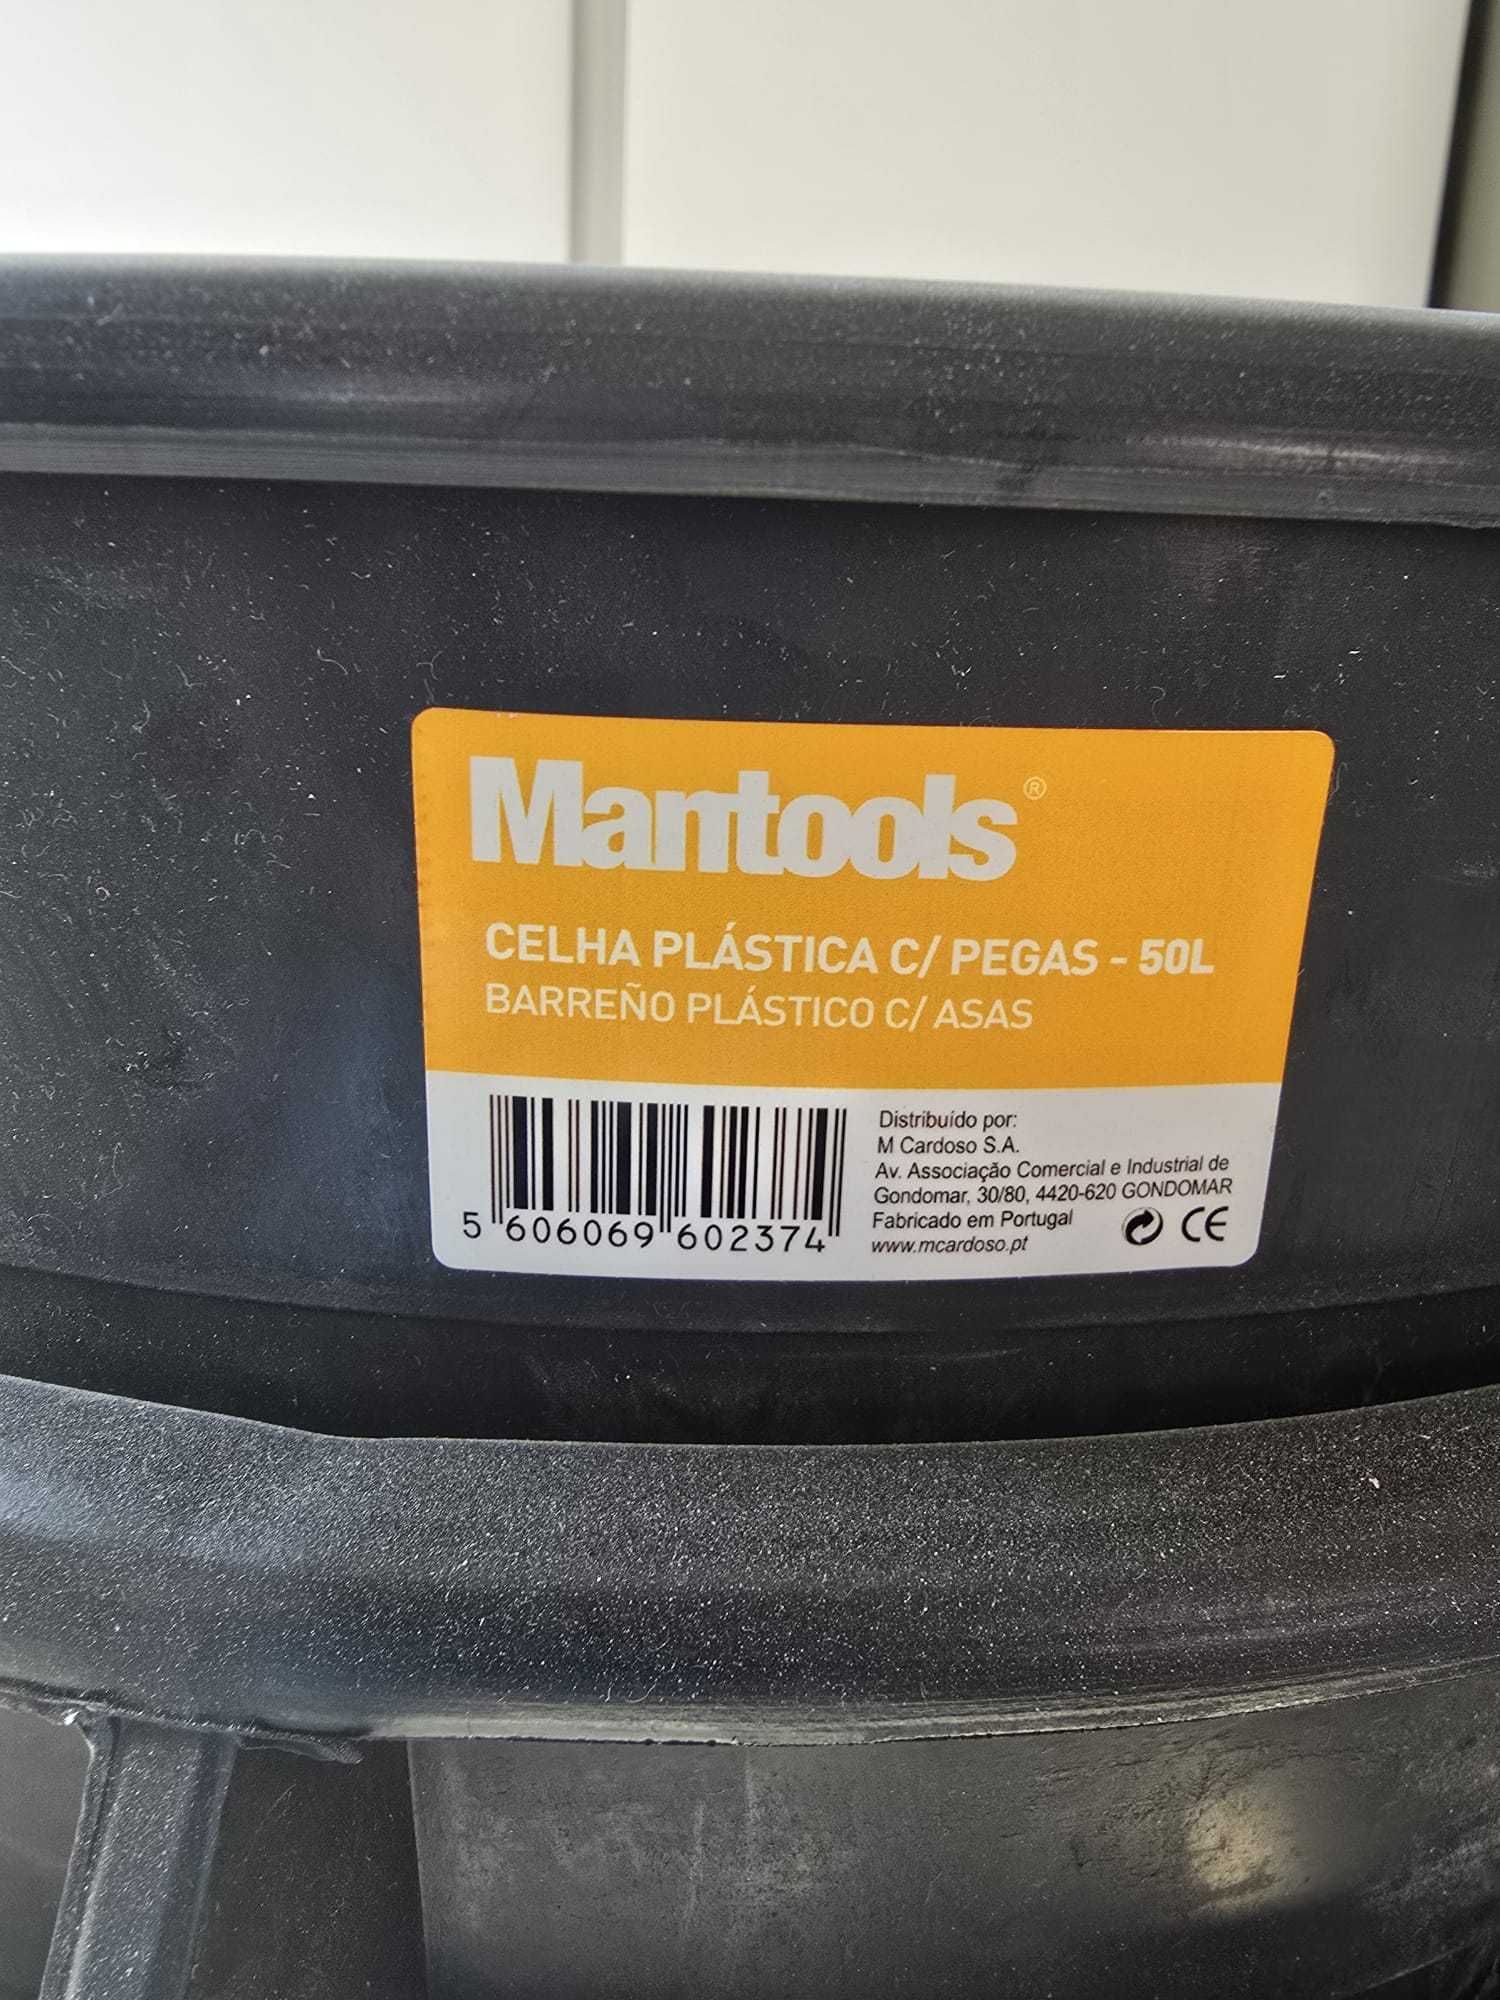 Mantools®
CELHA PLÁSTICA C/ PEGAS - 50L
BARREÑO PLÁSTICO C/ ASAS
5 606069 602374
Distribuído por:
M Cardoso S.A.
Av. Associação Comercial e Industrial de
Gondomar, 30/80, 4420-620 GONDOMAR
Fabricado em Portugal
www.mcardoso.pt
CE